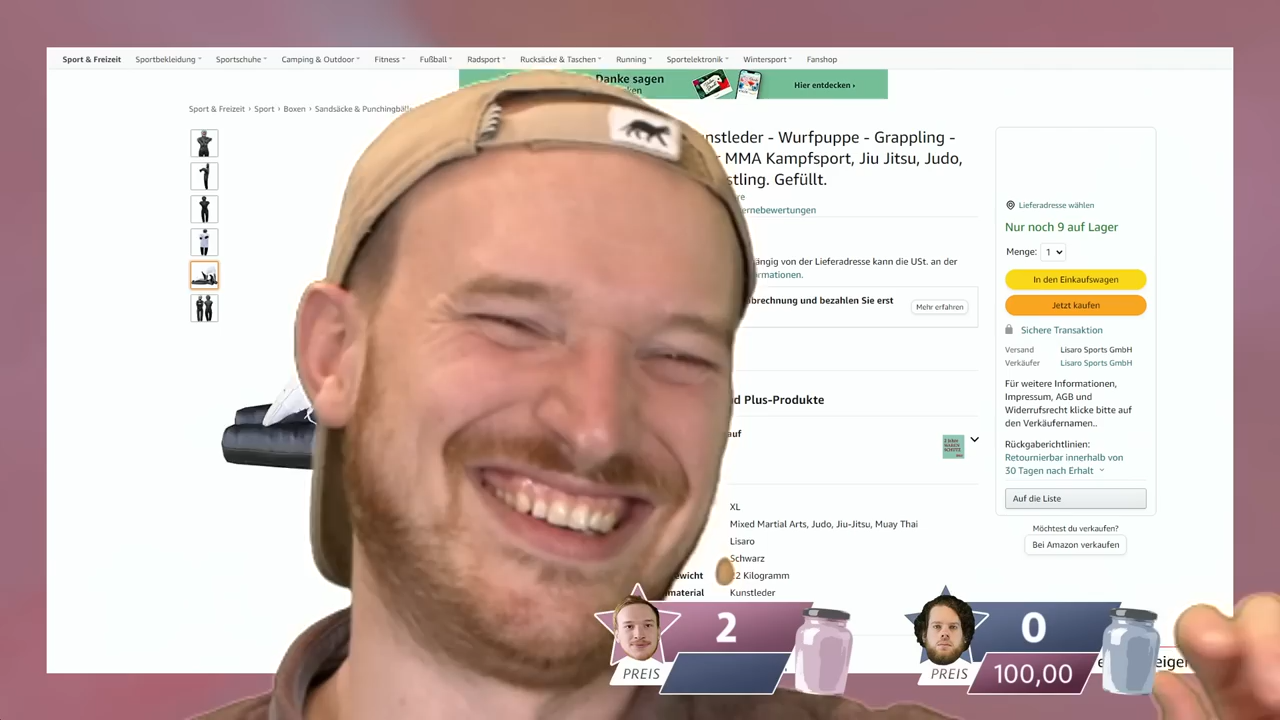 Sport & Freizeit Sportbekleidung Sportschuhe Camping & Outdoor Fitness Fußball Radsport Rucksäcke & Taschen Running Sportelektronik Wintersport Fanshop
Danke sagen
Hier entdecken ›
Sport & Freizeit › Sport › Boxen › Sandsäcke & Punchingbälle
nstleder - Wurfpuppe - Grappling -
MMA Kampfsport, Jiu Jitsu, Judo,
stling. Gefüllt.
ernebewertungen
Lieferadresse wählen
Nur noch 9 auf Lager
Menge: 1
ängig von der Lieferadresse kann die USt. an der
ormationen.
In den Einkaufswagen
brechnung und bezahlen Sie erst
Mehr erfahren
Jetzt kaufen
Sichere Transaktion
Versand Lisaro Sports GmbH
Verkäufer Lisaro Sports GmbH
Für weitere Informationen,
Impressum, AGB und
Widerrufsrecht klicke bitte auf
den Verkäufernamen..
d Plus-Produkte
auf
Rückgaberichtlinien:
Retournierbar innerhalb von
30 Tagen nach Erhalt
Auf die Liste
XL
Mixed Martial Arts, Judo, Jiu-Jitsu, Muay Thai
Lisaro
Schwarz
ewicht 22 Kilogramm
material Kunstleder
Möchtest du verkaufen?
Bei Amazon verkaufen
2
PREIS
0
PREIS 100,00